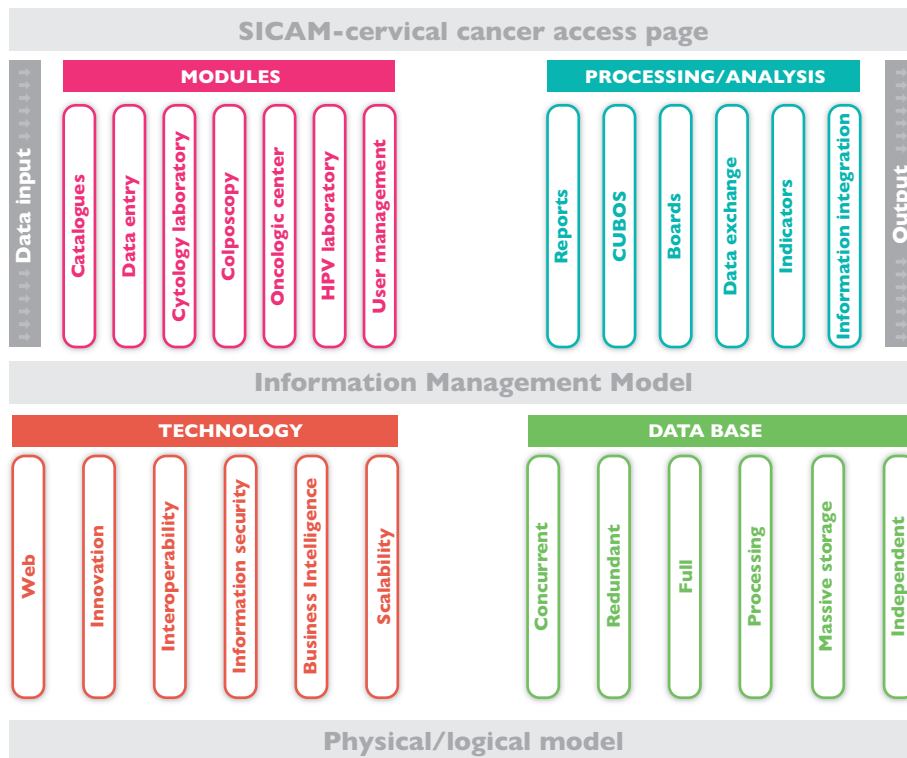 SICAM-cervical cancer access page
Data input
MODULES
Catalogues
Data entry
Cytology laboratory
Colposcopy
Oncologic center
HPV laboratory
User management
PROCESSING/ANALYSIS
Reports
CUBOS
Boards
Data exchange
Indicators
Information integration
Output
Information Management Model
TECHNOLOGY
Web
Innovation
Interoperability
Information security
Business Intelligence
Scalability
DATA BASE
Concurrent
Redundant
Full
Processing
Massive storage
Independent
Physical/logical model